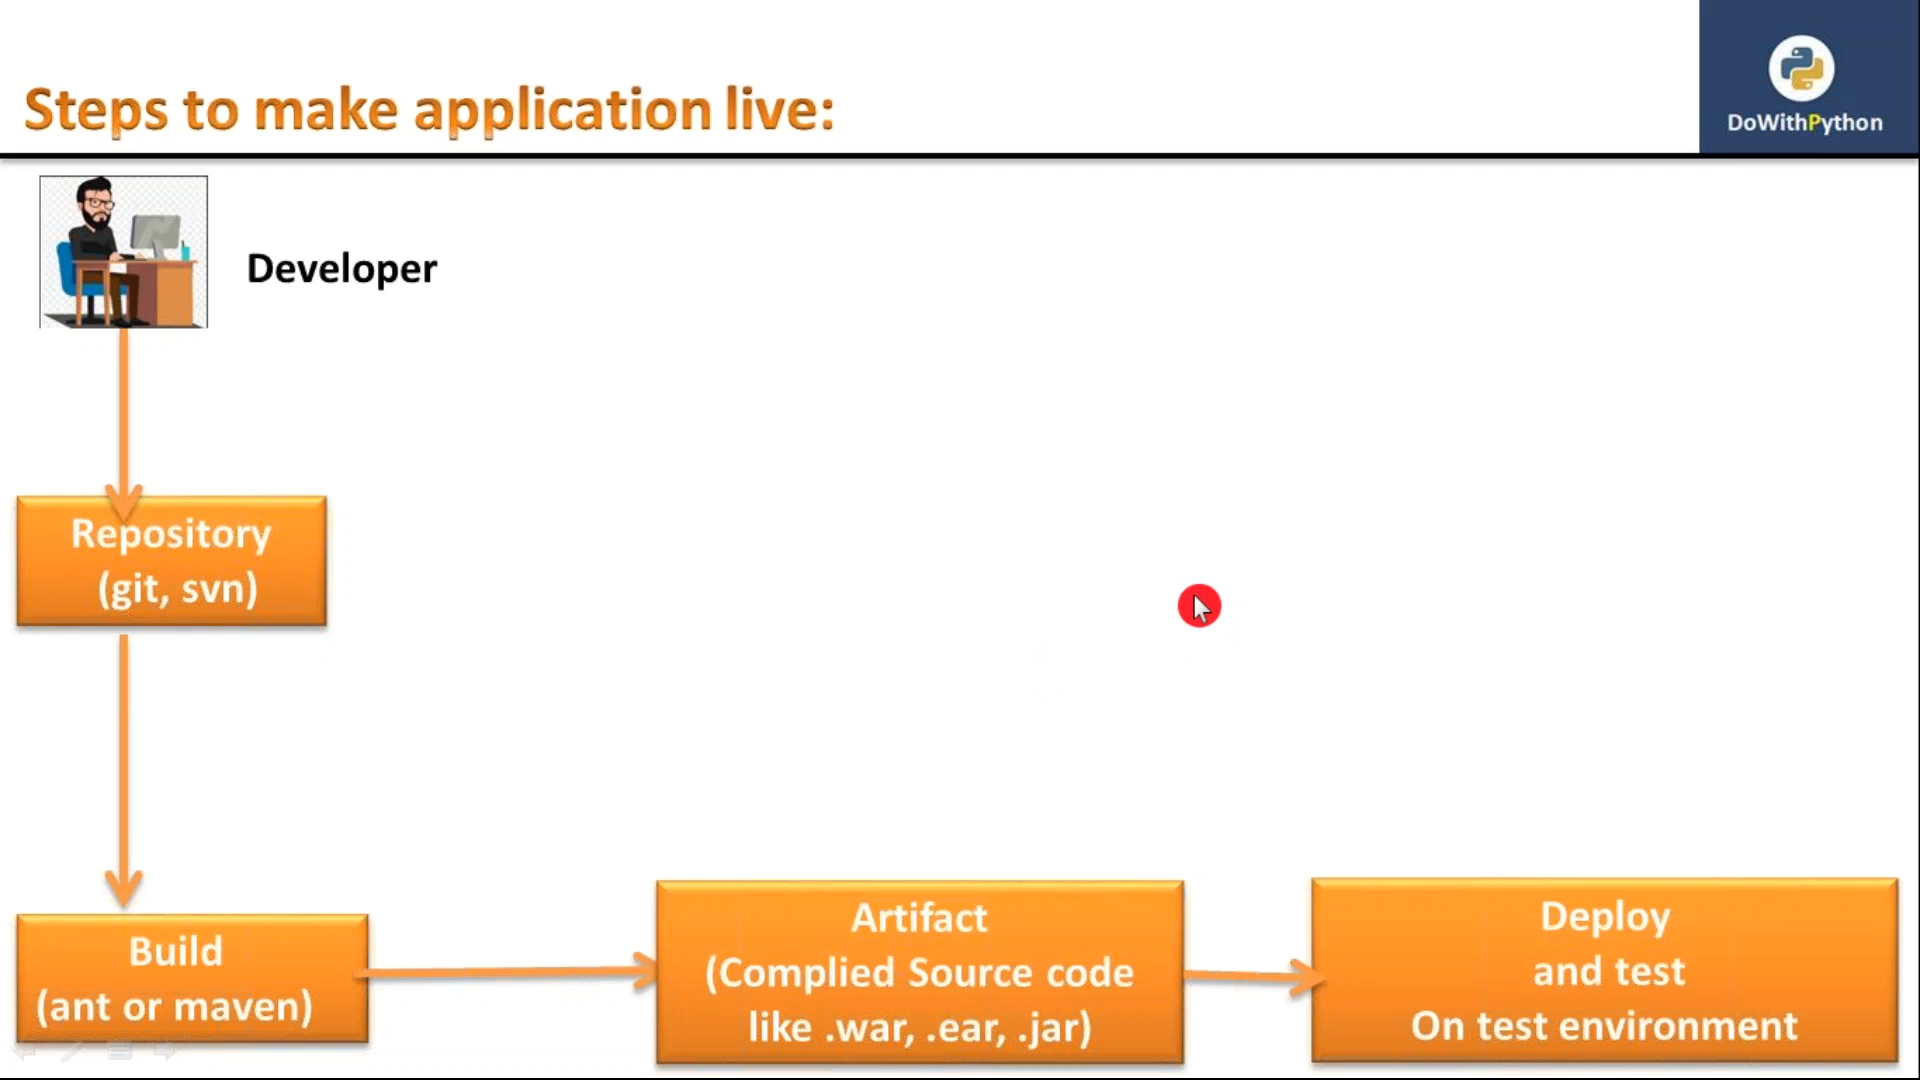 Steps to make application live:
DoWithPython
Developer
Repository
(git, svn)
Build
(ant or maven)
Artifact
(Complied Source code
like .war, .ear, .jar)
Deploy
and test
On test environment